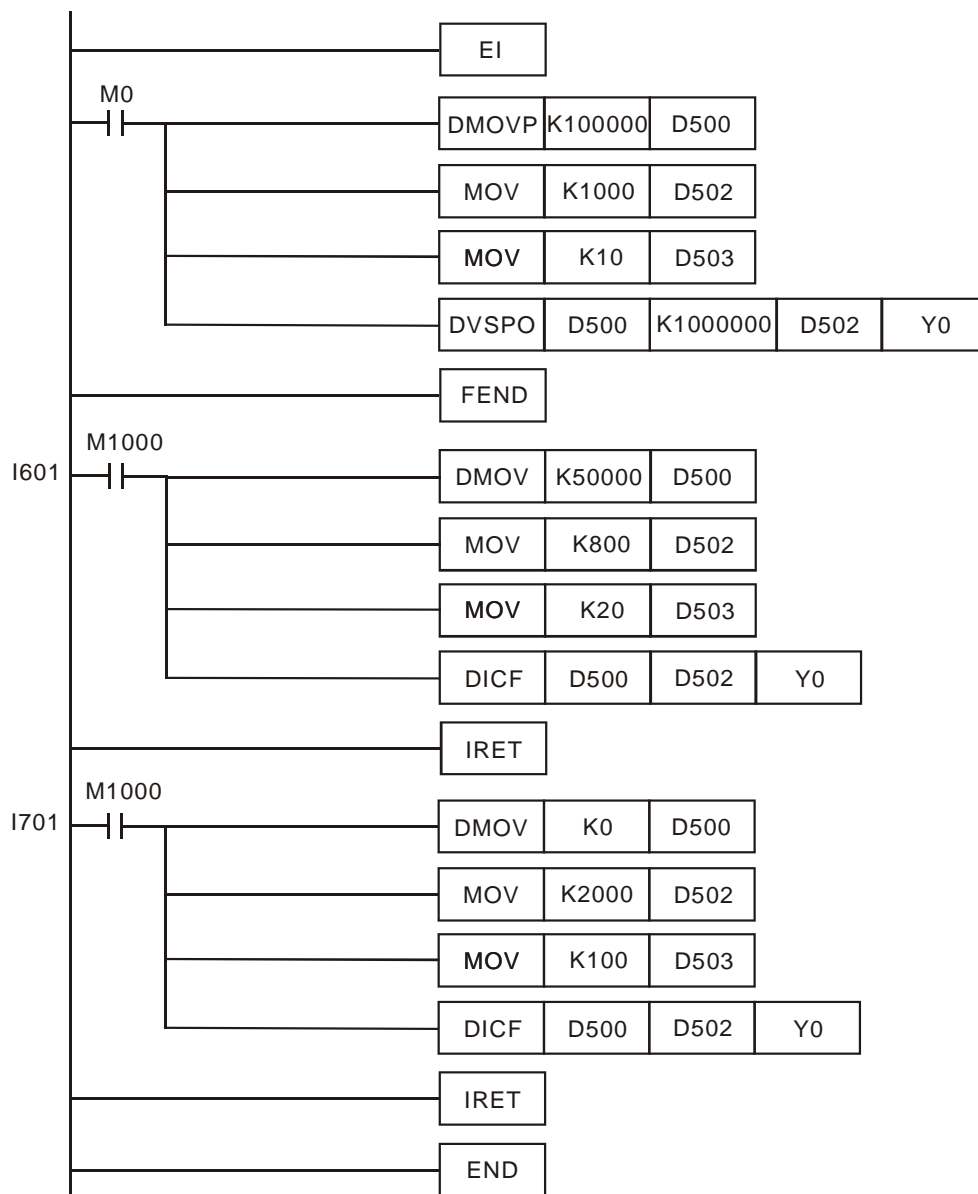 EI
M0
DMOVP K100000 D500
MOV K1000 D502
MOV K10 D503
DVSPO D500 K1000000 D502 Y0
FEND
M1000
I601
DMOV K50000 D500
MOV K800 D502
MOV K20 D503
DICF D500 D502 Y0
IRET
M1000
I701
DMOV K0 D500
MOV K2000 D502
MOV K100 D503
DICF D500 D502 Y0
IRET
END